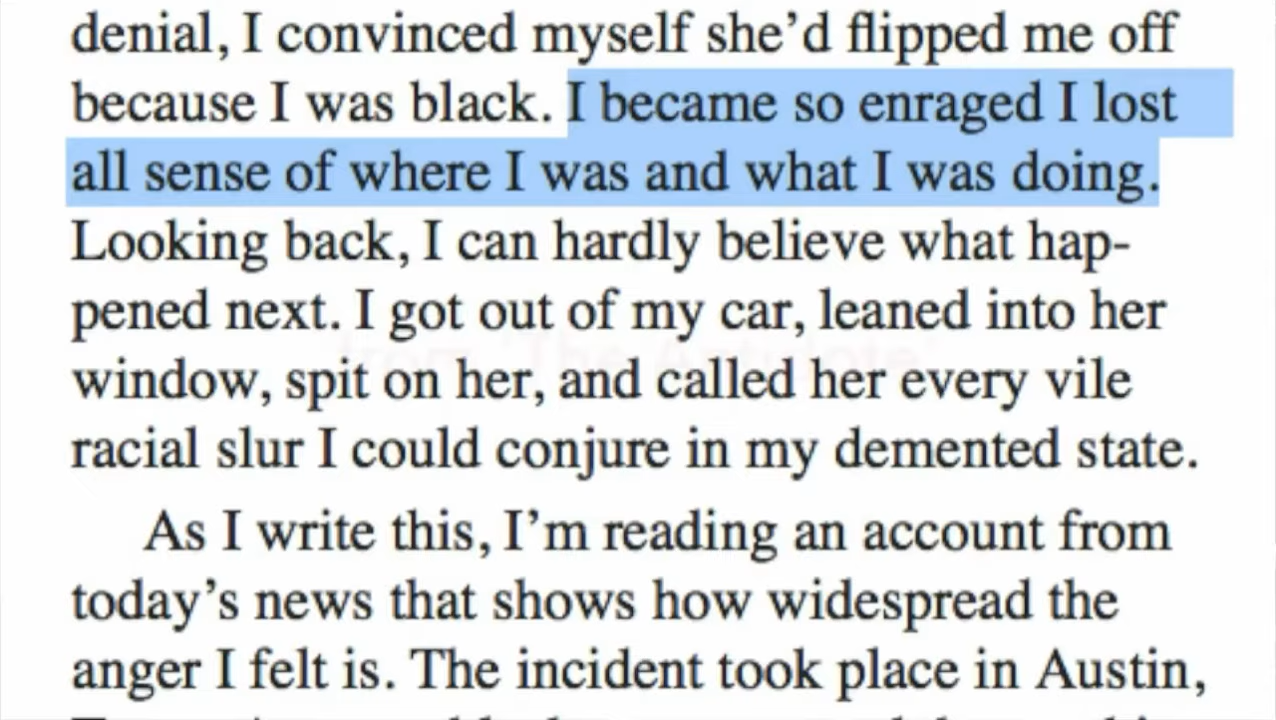 denial, I convinced myself she’d flipped me off
because I was black. I became so enraged I lost
all sense of where I was and what I was doing.
Looking back, I can hardly believe what hap-
pened next. I got out of my car, leaned into her
from ‘The Antidote’
window, spit on her, and called her every vile
racial slur I could conjure in my demented state.
As I write this, I’m reading an account from
today’s news that shows how widespread the
anger I felt is. The incident took place in Austin,